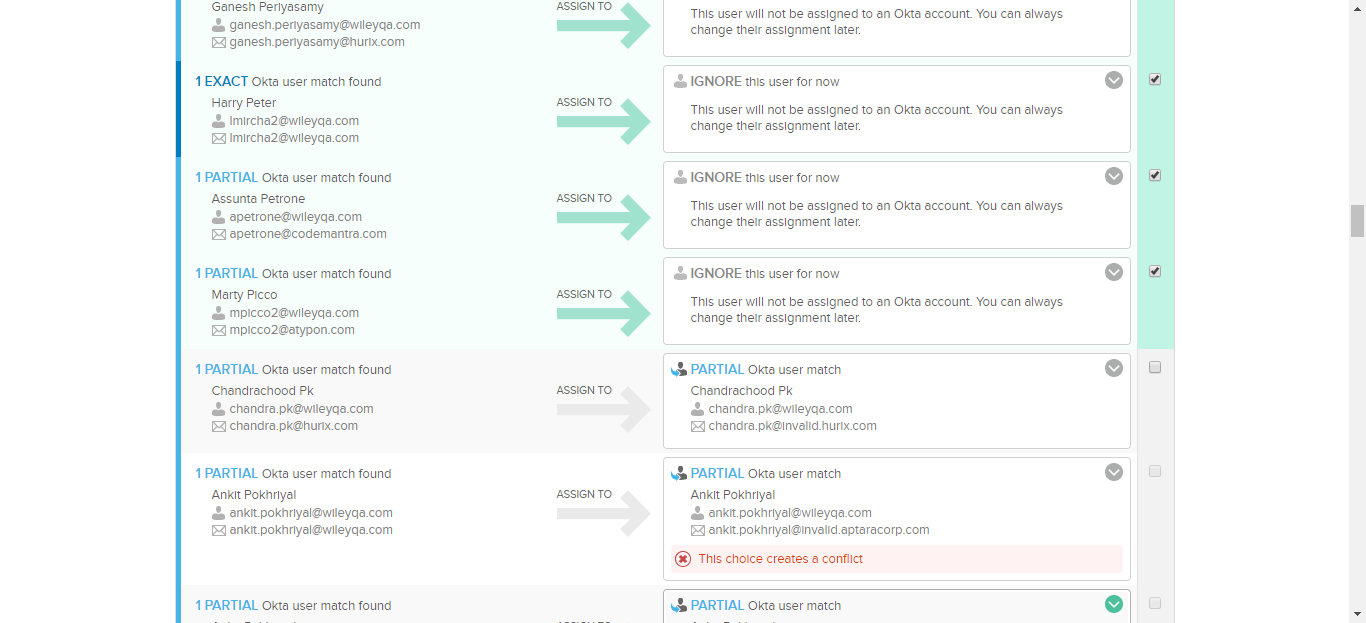 Ganesh Periyasamy
ganesh.periyasamy@wileyqa.com
ganesh.periyasamy@hurix.com
ASSIGN TO
This user will not be assigned to an Okta account. You can always
change their assignment later.
1 EXACT Okta user match found
Harry Peter
lmircha2@wileyqa.com
lmircha2@wileyqa.com
ASSIGN TO
IGNORE this user for now
This user will not be assigned to an Okta account. You can always
change their assignment later.
1 PARTIAL Okta user match found
Assunta Petrone
apetrone@wileyqa.com
apetrone@codemantra.com
ASSIGN TO
IGNORE this user for now
This user will not be assigned to an Okta account. You can always
change their assignment later.
1 PARTIAL Okta user match found
Marty Picco
mpicco2@wileyqa.com
mpicco2@atypon.com
ASSIGN TO
IGNORE this user for now
This user will not be assigned to an Okta account. You can always
change their assignment later.
1 PARTIAL Okta user match found
Chandrachood Pk
chandra.pk@wileyqa.com
chandra.pk@hurix.com
ASSIGN TO
PARTIAL Okta user match
Chandrachood Pk
chandra.pk@wileyqa.com
chandra.pk@invalid.hurix.com
1 PARTIAL Okta user match found
Ankit Pokhriyal
ankit.pokhriyal@wileyqa.com
ankit.pokhriyal@wileyqa.com
ASSIGN TO
PARTIAL Okta user match
Ankit Pokhriyal
ankit.pokhriyal@wileyqa.com
ankit.pokhriyal@invalid.aptaracorp.com
This choice creates a conflict
1 PARTIAL Okta user match found
PARTIAL Okta user match